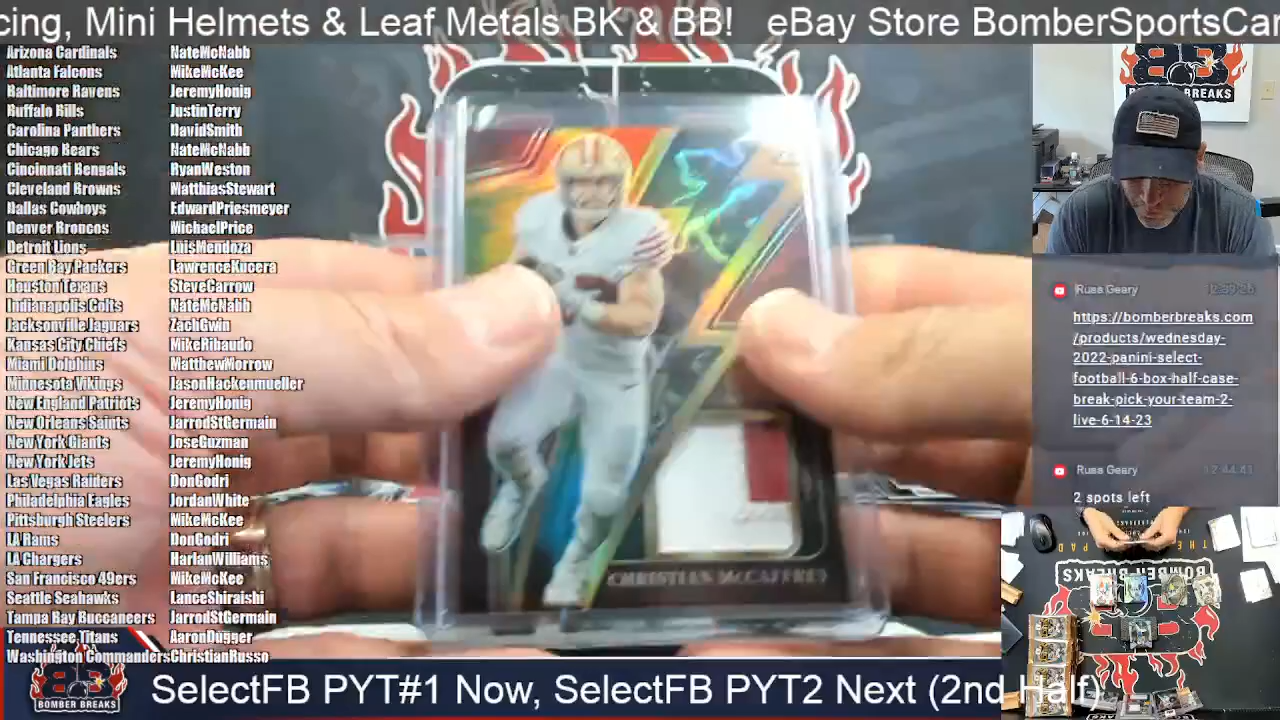 cing, Mini Helmets & Leaf Metals BK & BB!   eBay Store BomberSportsCar
Arizona Cardinals NateMcNabb
Atlanta Falcons MikeMcKee
Baltimore Ravens JeremyHonig
Buffalo Bills JustinTerry
Carolina Panthers DavidSmith
Chicago Bears NateMcNabb
Cincinnati Bengals RyanWeston
Cleveland Browns MatthiasStewart
Dallas Cowboys EdwardPriesmeyer
Denver Broncos MichaelPrice
Detroit Lions LuisMendoza
Green Bay Packers LawrenceKucera
Houston Texans SteveCarrow
Indianapolis Colts NateMcNabb
Jacksonville Jaguars ZachGwin
Kansas City Chiefs MikeRibaudo
Miami Dolphins MatthewMorrow
Minnesota Vikings JasonHackenmueller
New England Patriots JeremyHonig
New Orleans Saints JarrodStGermain
New York Giants JoseGuzman
New York Jets JeremyHonig
Las Vegas Raiders DonGodri
Philadelphia Eagles JordanWhite
Pittsburgh Steelers MikeMcKee
LA Rams DonGodri
LA Chargers HarlanWilliams
San Francisco 49ers MikeMcKee
Seattle Seahawks LanceShiraishi
Tampa Bay Buccaneers JarrodStGermain
Tennessee Titans AaronDugger
Washington Commanders ChristianRusso
CHRISTIAN McCAFFREY
BREAKS
Russ Geary
https://bomberbreaks.com
/products/wednesday-
2022-panini-select-
football-6-box-half-case-
break-pick-your-team-2-
live-6-14-23
Russ Geary 12:44:41
2 spots left
BOMBER BREAKS
BOMBER BREAKS
SelectFB PYT#1 Now, SelectFB PYT2 Next (2nd Half)